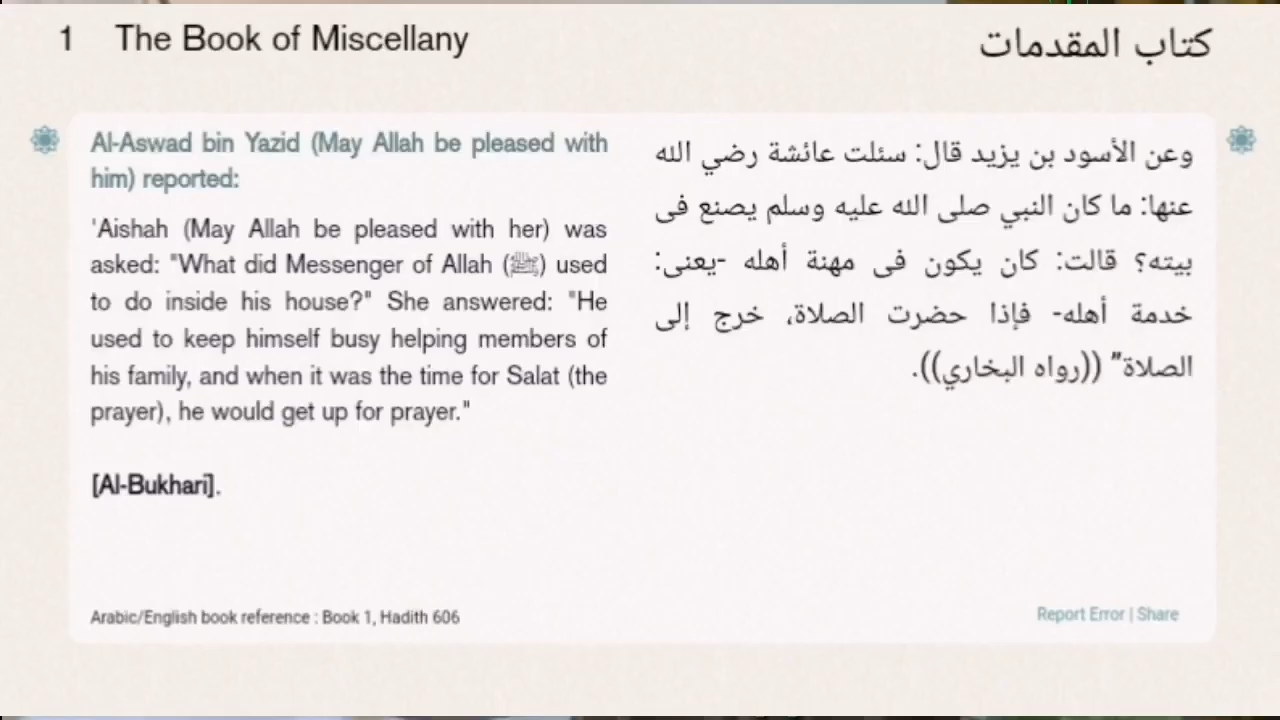 1 The Book of Miscellany
كتاب المقدمات
Al-Aswad bin Yazid (May Allah be pleased with
him) reported:
'Aishah (May Allah be pleased with her) was
asked: "What did Messenger of Allah (ﷺ) used
to do inside his house?" She answered: "He
used to keep himself busy helping members of
his family, and when it was the time for Salat (the
prayer), he would get up for prayer."
[Al-Bukhari].
وعن الأسود بن يزيد قال: سئلت عائشة رضي الله
عنها: ما كان النبي صلى الله عليه وسلم يصنع فى
بيته؟ قالت: كان يكون فى مهنة أهله -يعنى:
خدمة أهله- فإذا حضرت الصلاة، خرج إلى
الصلاة" ((رواه البخاري)).
Arabic/English book reference : Book 1, Hadith 606
Report Error | Share